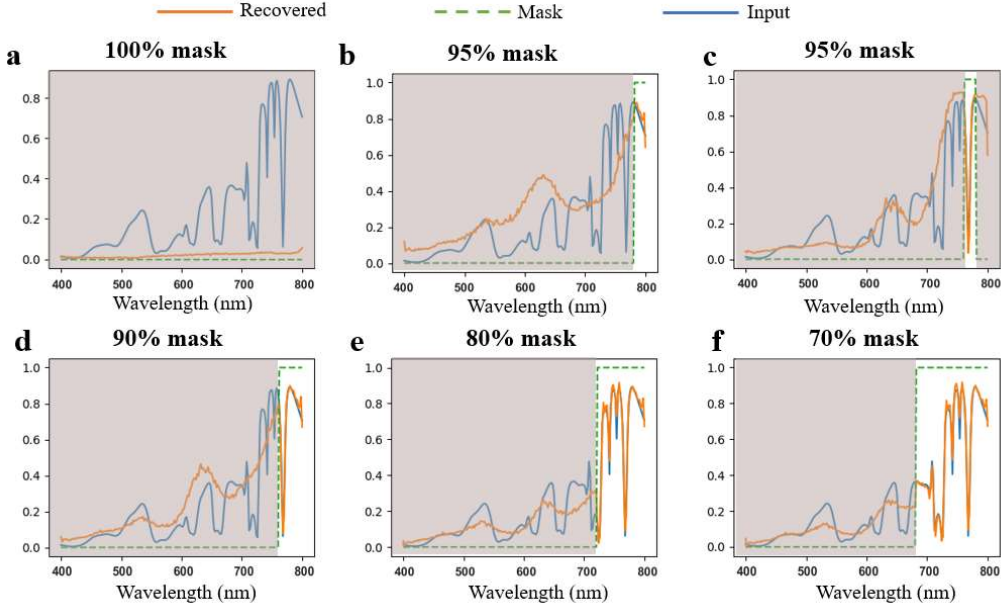 Recovered Mask Input
a 100% mask b 95% mask c 95% mask
0.8 1.0 1.0
0.6 0.8 0.8
0.4 0.6 0.6
0.2 0.4 0.4
0.0 0.2 0.2
0.0 0.0
400 500 600 700 800 400 500 600 700 800 400 500 600 700 800
Wavelength (nm) Wavelength (nm) Wavelength (nm)
d 90% mask e 80% mask f 70% mask
1.0 1.0 1.0
0.8 0.8 0.8
0.6 0.6 0.6
0.4 0.4 0.4
0.2 0.2 0.2
0.0 0.0 0.0
400 500 600 700 800 400 500 600 700 800 400 500 600 700 800
Wavelength (nm) Wavelength (nm) Wavelength (nm)